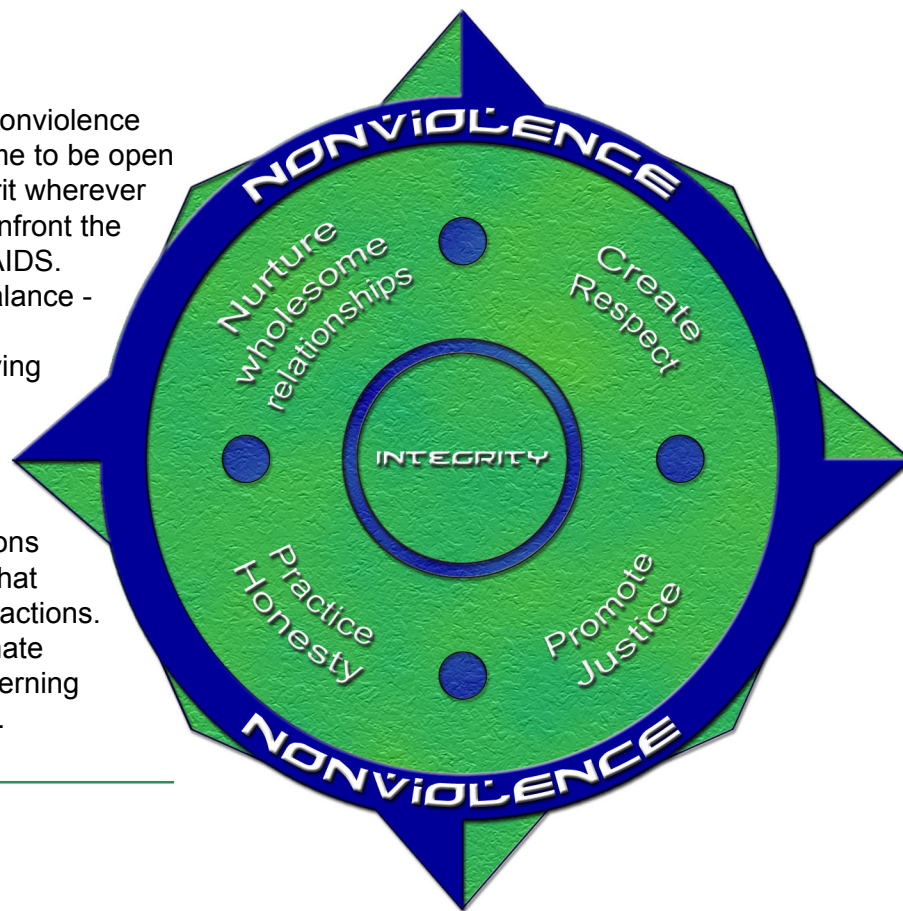 onviolence
me to be open
rit wherever
nfront the
AIDS.
alance -
ving
ons
hat
actions.
nate
erning
.
NONViOLENCE
Nurture
wholesome
relationships
Create
Respect
INTEGRITY
Practice
Honesty
Promote
Justice
NONViOLENCE